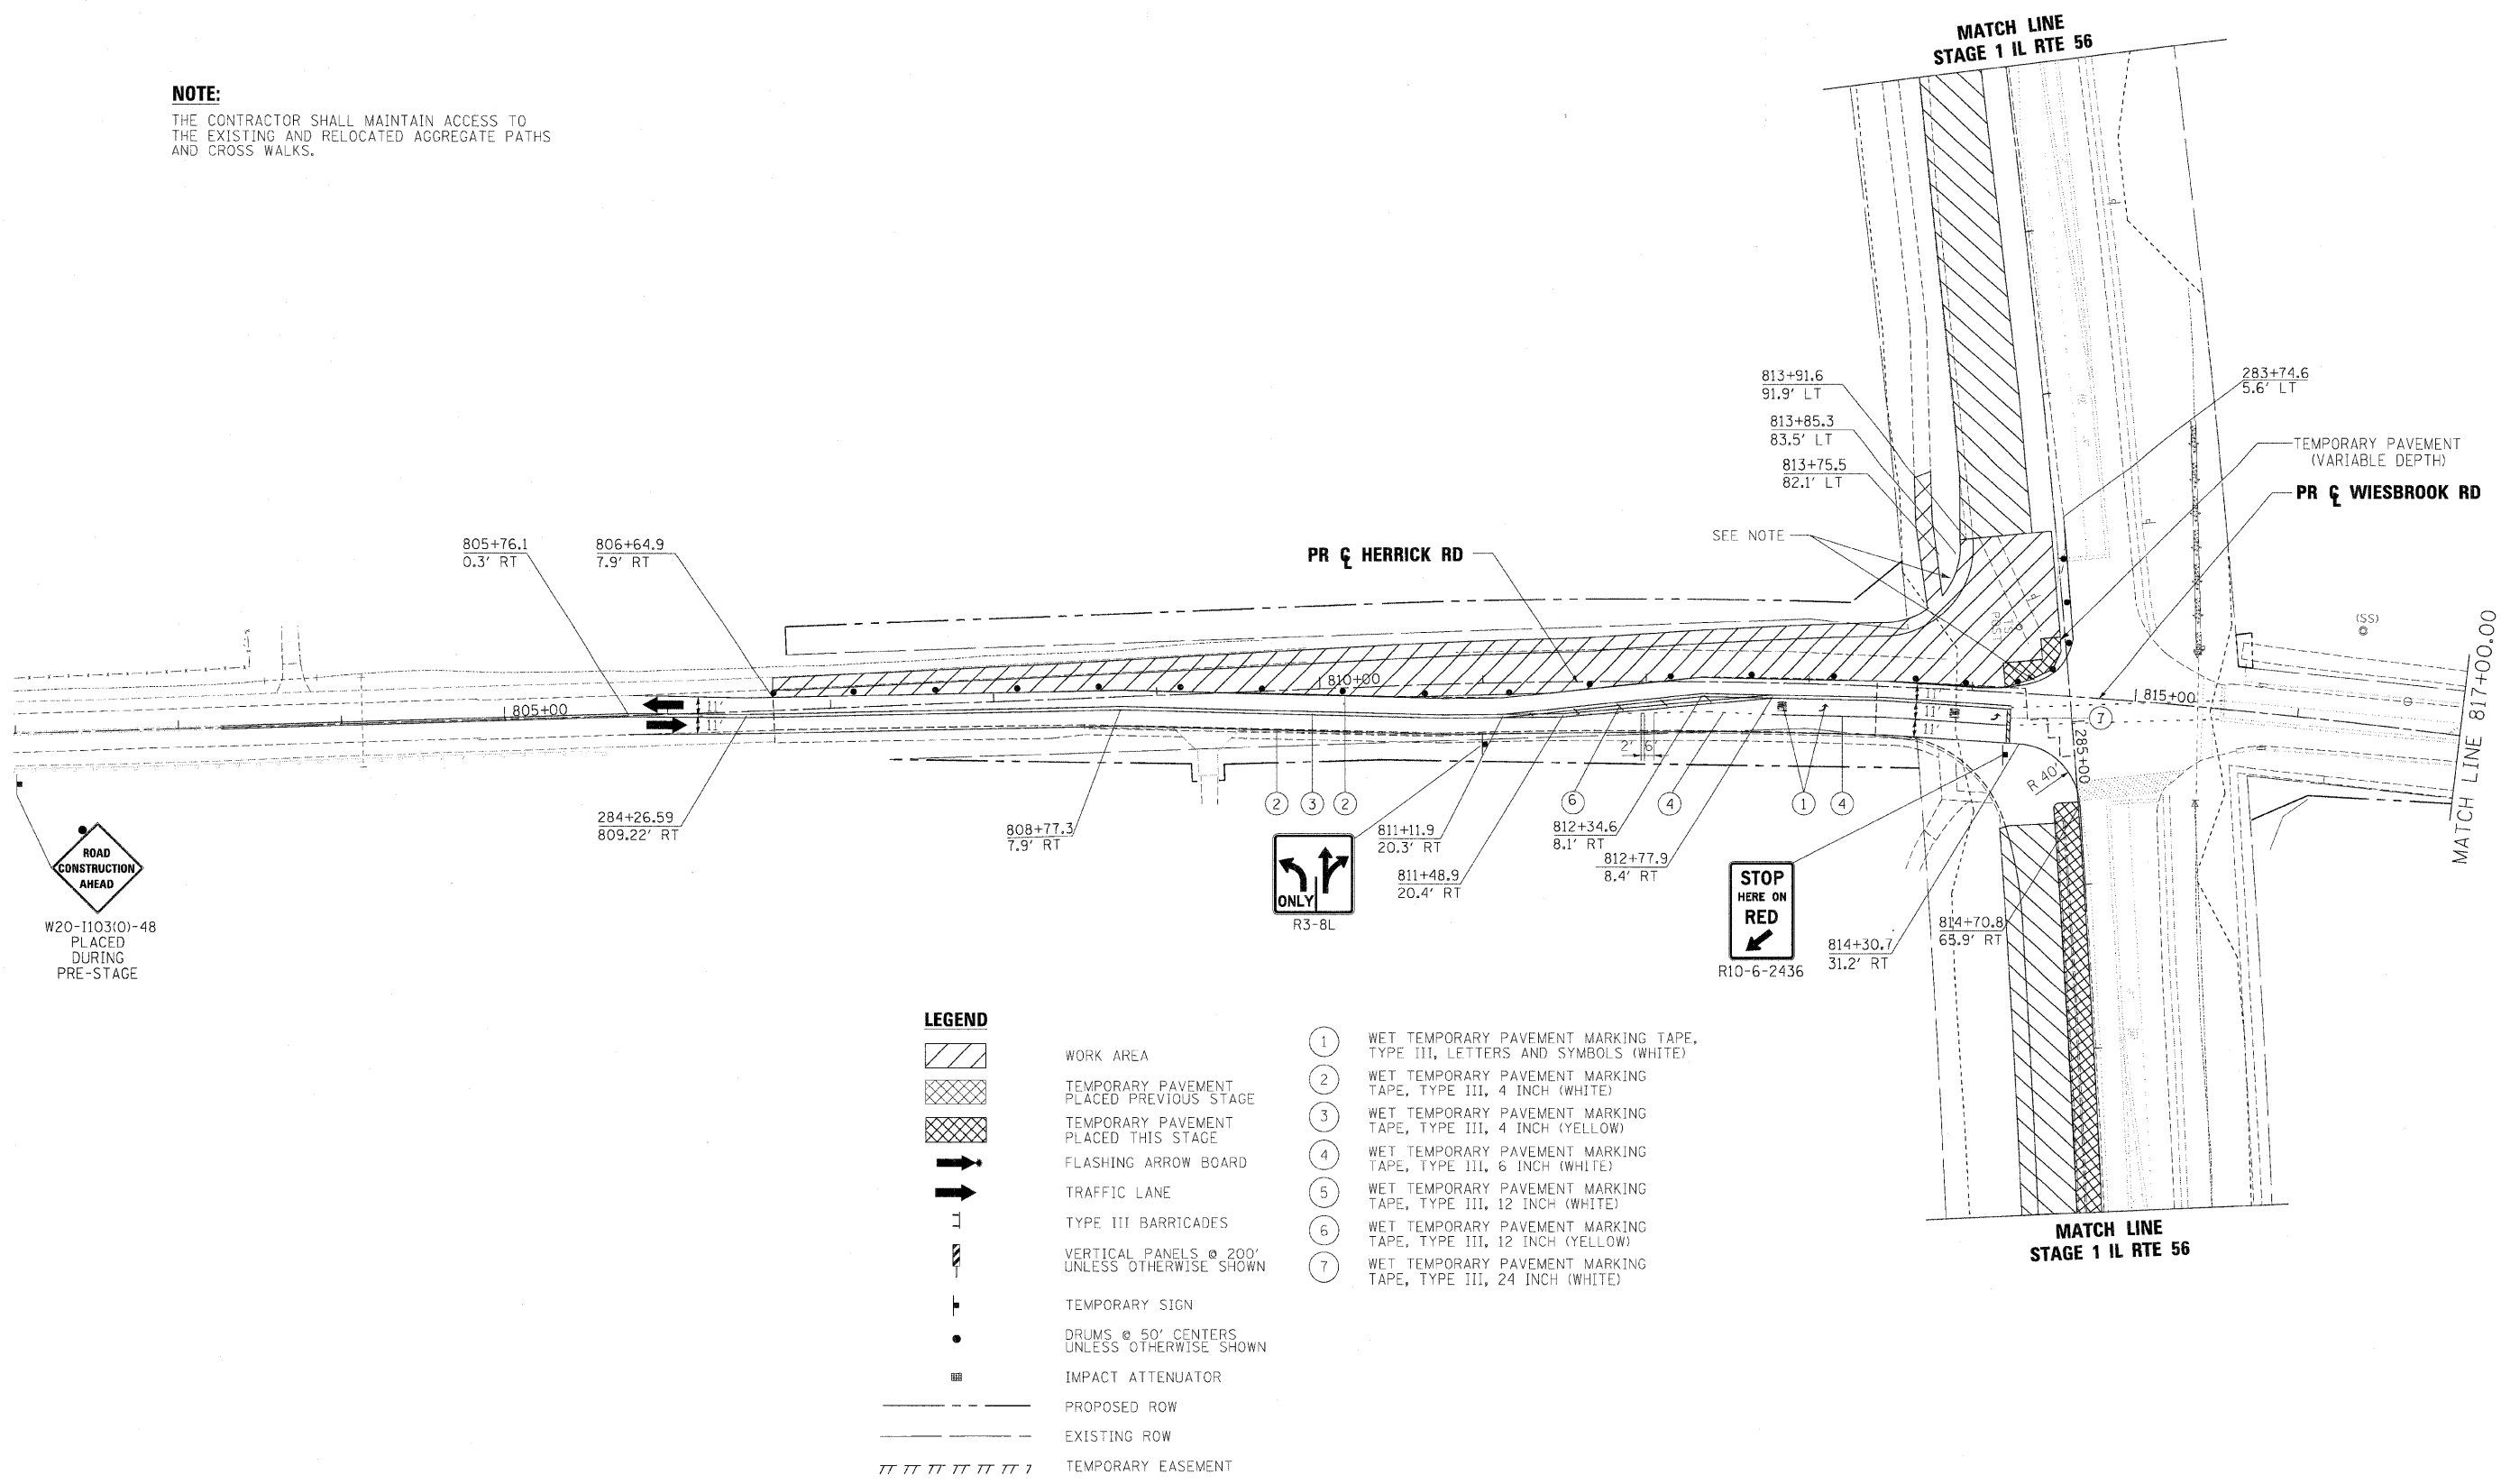 MATCH LINE
STAGE 1 IL RTE 56
NOTE:
THE CONTRACTOR SHALL MAINTAIN ACCESS TO
THE EXISTING AND RELOCATED AGGREGATE PATHS
AND CROSS WALKS.
813+91.6
91.9' LT
813+85.3
83.5' LT
813+75.5
82.1' LT
283+74.6
5.6' LT
TEMPORARY PAVEMENT
(VARIABLE DEPTH)
PR ℄ WIESBROOK RD
SEE NOTE
PR ℄ HERRICK RD
805+76.1
0.3' RT
806+64.9
7.9' RT
TS
POST
(SS)
MATCH LINE 817+00.00
805+00
810+00
815+00
285+00
11'
11'
11'
11'
11'
2'
6'
R 40'
7
2
3
2
6
4
1
4
284+26.59
809.22' RT
808+77.3
7.9' RT
811+11.9
20.3' RT
811+48.9
20.4' RT
812+34.6
8.1' RT
812+77.9
8.4' RT
814+30.7
31.2' RT
814+70.8
65.9' RT
ROAD
CONSTRUCTION
AHEAD
W20-I103(0)-48
PLACED
DURING
PRE-STAGE
ONLY
R3-8L
STOP
HERE ON
RED
R10-6-2436
MATCH LINE
STAGE 1 IL RTE 56
LEGEND
WORK AREA
TEMPORARY PAVEMENT
PLACED PREVIOUS STAGE
TEMPORARY PAVEMENT
PLACED THIS STAGE
FLASHING ARROW BOARD
TRAFFIC LANE
TYPE III BARRICADES
VERTICAL PANELS @ 200'
UNLESS OTHERWISE SHOWN
TEMPORARY SIGN
DRUMS @ 50' CENTERS
UNLESS OTHERWISE SHOWN
IMPACT ATTENUATOR
PROPOSED ROW
EXISTING ROW
TEMPORARY EASEMENT
1 WET TEMPORARY PAVEMENT MARKING TAPE,
TYPE III, LETTERS AND SYMBOLS (WHITE)
2 WET TEMPORARY PAVEMENT MARKING
TAPE, TYPE III, 4 INCH (WHITE)
3 WET TEMPORARY PAVEMENT MARKING
TAPE, TYPE III, 4 INCH (YELLOW)
4 WET TEMPORARY PAVEMENT MARKING
TAPE, TYPE III, 6 INCH (WHITE)
5 WET TEMPORARY PAVEMENT MARKING
TAPE, TYPE III, 12 INCH (WHITE)
6 WET TEMPORARY PAVEMENT MARKING
TAPE, TYPE III, 12 INCH (YELLOW)
7 WET TEMPORARY PAVEMENT MARKING
TAPE, TYPE III, 24 INCH (WHITE)